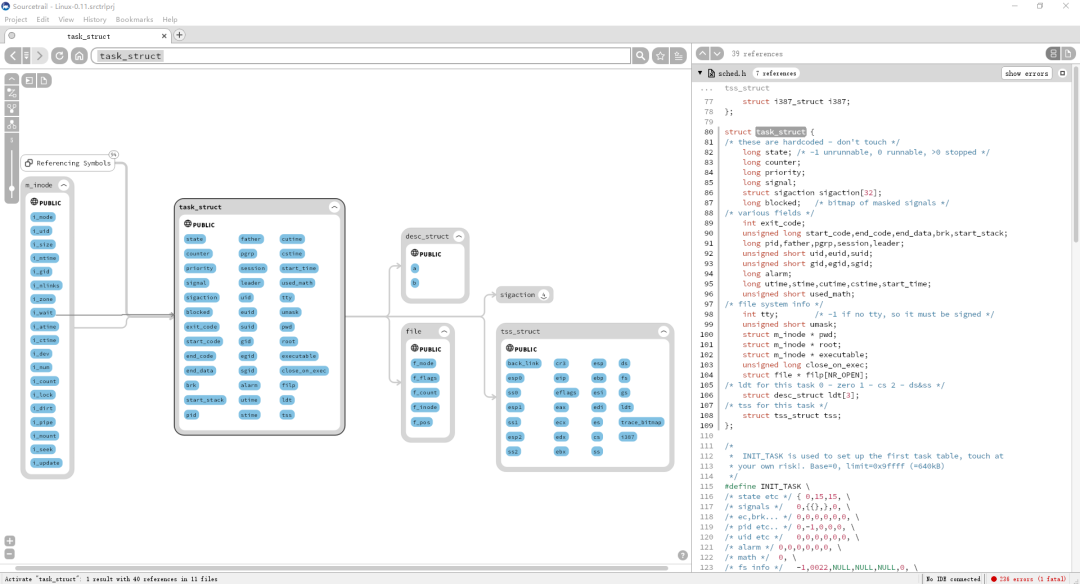 Sourcetrail - Linux-0.11.srctrlprj
Project Edit View History Bookmarks Help
task_struct
task_struct
Referencing Symbols
m_inode
PUBLIC
i_mode
i_uid
i_size
i_mtime
i_gid
i_nlinks
i_zone
i_wait
i_atime
i_ctime
i_dev
i_num
i_count
i_lock
i_dirt
i_pipe
i_mount
i_seek
i_update
task_struct
PUBLIC
state father cutime
counter pgrp cstime
priority session start_time
signal leader used_math
sigaction uid tty
blocked euid umask
exit_code suid pwd
start_code gid root
end_code egid executable
end_data sgid close_on_exec
brk alarm filp
start_stack utime ldt
pid stime tss
desc_struct
PUBLIC
a
b
file
PUBLIC
f_mode
f_flags
f_count
f_inode
f_pos
sigaction
tss_struct
PUBLIC
back_link cr3 esp ds
esp0 eip ebp fs
ss0 eflags esi gs
esp1 eax edi ldt
ss1 ecx es trace_bitmap
esp2 edx cs i387
ss2 ebx ss
39 references
sched.h 7 references show errors
... tss_struct
77 struct i387_struct i387;
78 };
79
80 struct task_struct {
81 /* these are hardcoded - don't touch */
82 long state; /* -1 unrunnable, 0 runnable, >0 stopped */
83 long counter;
84 long priority;
85 long signal;
86 struct sigaction sigaction[32];
87 long blocked; /* bitmap of masked signals */
88 /* various fields */
89 int exit_code;
90 unsigned long start_code,end_code,end_data,brk,start_stack;
91 long pid,father,pgrp,session,leader;
92 unsigned short uid,euid,suid;
93 unsigned short gid,egid,sgid;
94 long alarm;
95 long utime,stime,cutime,cstime,start_time;
96 unsigned short used_math;
97 /* file system info */
98 int tty; /* -1 if no tty, so it must be signed */
99 unsigned short umask;
100 struct m_inode * pwd;
101 struct m_inode * root;
102 struct m_inode * executable;
103 unsigned long close_on_exec;
104 struct file * filp[NR_OPEN];
105 /* ldt for this task 0 - zero 1 - cs 2 - ds&ss */
106 struct desc_struct ldt[3];
107 /* tss for this task */
108 struct tss_struct tss;
109 };
110
111 /*
112 * INIT_TASK is used to set up the first task table, touch at
113 * your own risk!. Base=0, limit=0x9ffff (=640kB)
114 */
115 #define INIT_TASK \
116 /* state etc */ { 0,15,15, \
117 /* signals */ 0,{{},},0, \
118 /* ec,brk... */ 0,0,0,0,0,0, \
119 /* pid etc.. */ 0,-1,0,0,0, \
120 /* uid etc */ 0,0,0,0,0,0, \
121 /* alarm */ 0,0,0,0,0,0, \
122 /* math */ 0, \
123 /* fs info */ -1,0022,NULL,NULL,NULL,0, \
Activate "task_struct": 1 result with 40 references in 11 files
No IDE connected
236 errors (1 fatal)